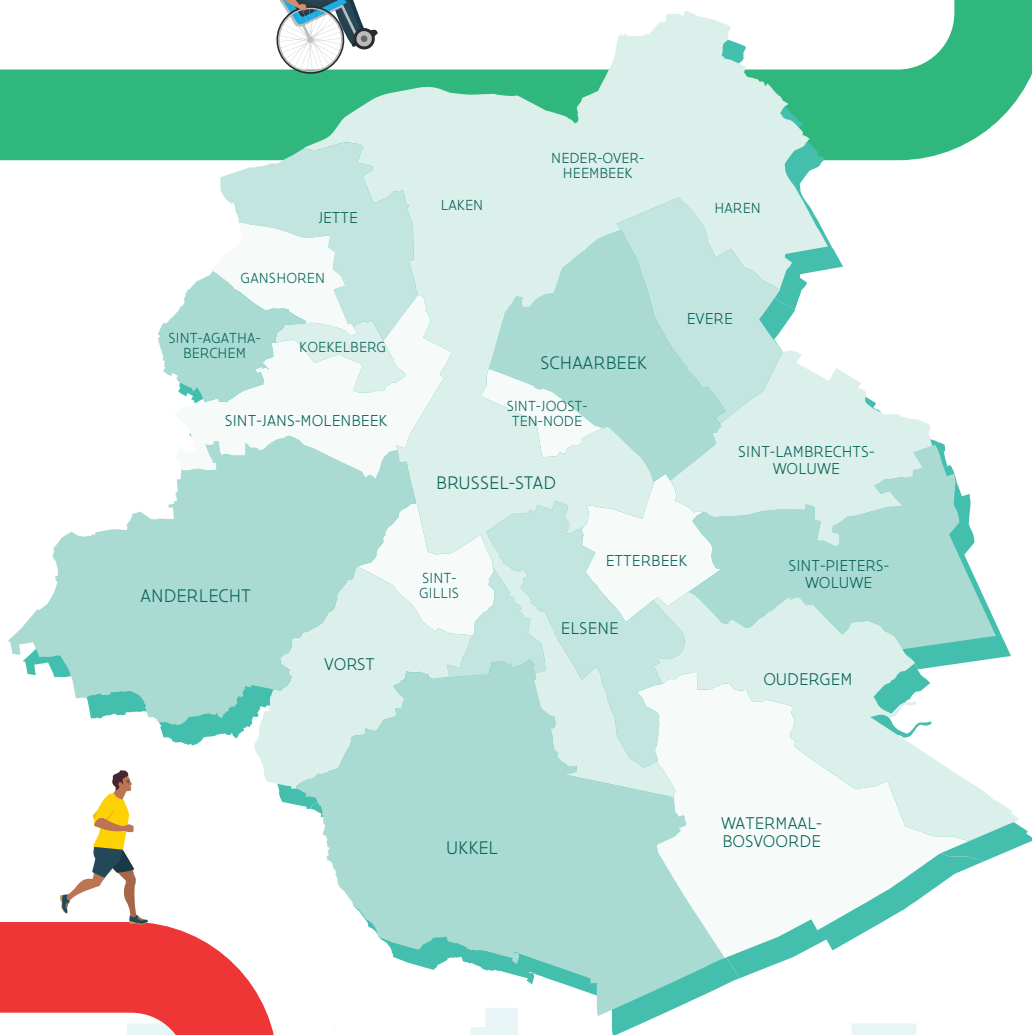 NEDER-OVER-
HEEMBEEK
LAKEN
HAREN
JETTE
GANSHOREN
EVERE
SINT-AGATHA-
BERCHEM
KOEKELBERG
SCHAARBEEK
SINT-JOOST-
TEN-NODE
SINT-JANS-MOLENBEEK
SINT-LAMBRECHTS-
WOLUWE
BRUSSEL-STAD
ETTERBEEK
SINT-PIETERS-
WOLUWE
SINT-
GILLIS
ANDERLECHT
ELSENE
VORST
OUDERGEM
WATERMAAL-
BOSVOORDE
UKKEL